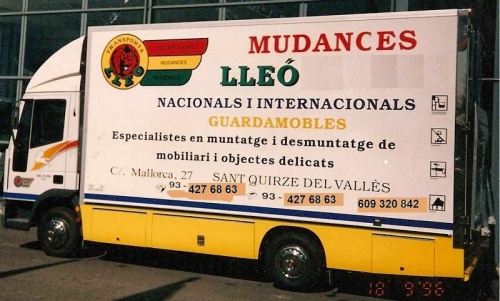 TRANSPORTS
LLEÓ
MUDANCES
MUDANCES
LLEÓ
NACIONALS I INTERNACIONALS
GUARDAMOBLES
Especialistes en muntatge i desmuntatge de
mobiliari i objectes delicats
C/. Mallorca, 27 SANT QUIRZE DEL VALLÈS
93 - 427 68 63
93 - 427 68 63
609 320 842
18 9'96